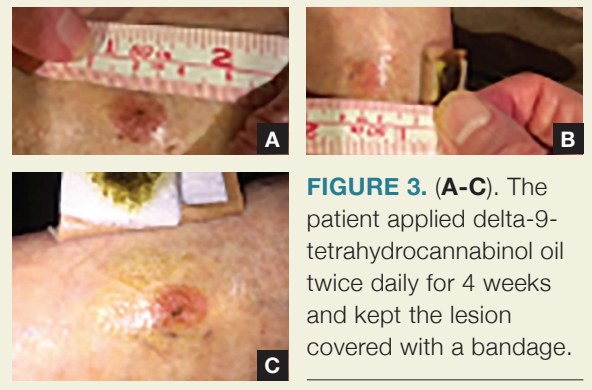 2
A
B
C
FIGURE 3. (A-C). The
patient applied delta-9-
tetrahydrocannabinol oil
twice daily for 4 weeks
and kept the lesion
covered with a bandage.